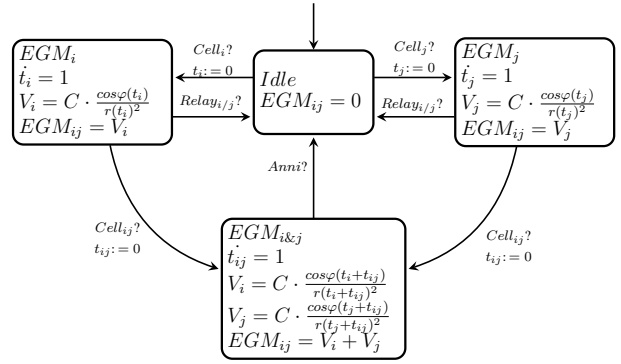 EGM_i
ṫ_i = 1
V_i = C · cosφ(t_i)/r(t_i)^2
EGM_ij = V_i
Cell_i?
t_i := 0
Relay_i/j?
Idle
EGM_ij = 0
Cell_j?
t_j := 0
Relay_i/j?
EGM_j
ṫ_j = 1
V_j = C · cosφ(t_j)/r(t_j)^2
EGM_ij = V_j
Anni?
Cell_ij?
t_ij := 0
Cell_ij?
t_ij := 0
EGM_i&j
ṫ_ij = 1
V_i = C · cosφ(t_i+t_ij)/r(t_i+t_ij)^2
V_j = C · cosφ(t_j+t_ij)/r(t_j+t_ij)^2
EGM_ij = V_i + V_j